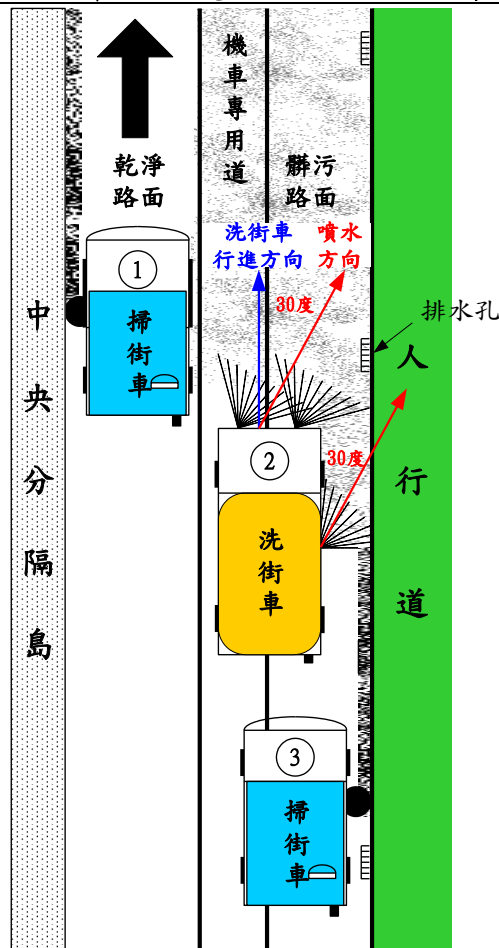 機車專用道
乾淨
路面
髒污
路面
洗街車
行進方向
噴水
方向
1
30度
掃街車
排水孔
中央分隔島
人行道
2
30度
洗街車
3
掃街車